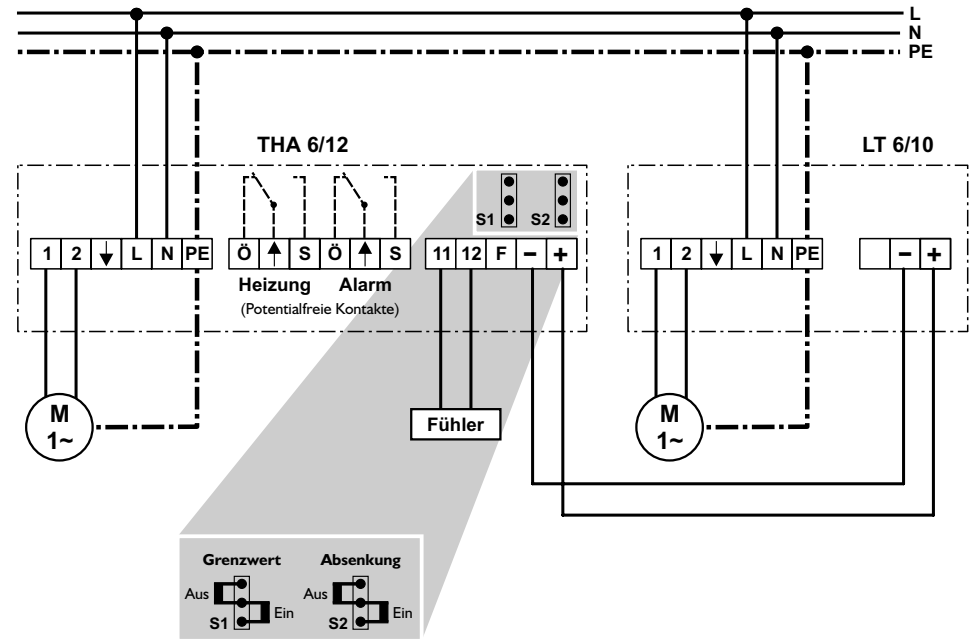 L
N
PE
THA 6/12
LT 6/10
S1 S2
1 2 L N PE Ö S Ö S 11 12 F − +
1 2 L N PE − +
Heizung Alarm
(Potentialfreie Kontakte)
M
1~
Fühler
M
1~
Grenzwert Absenkung
Aus Ein Aus Ein
S1 S2